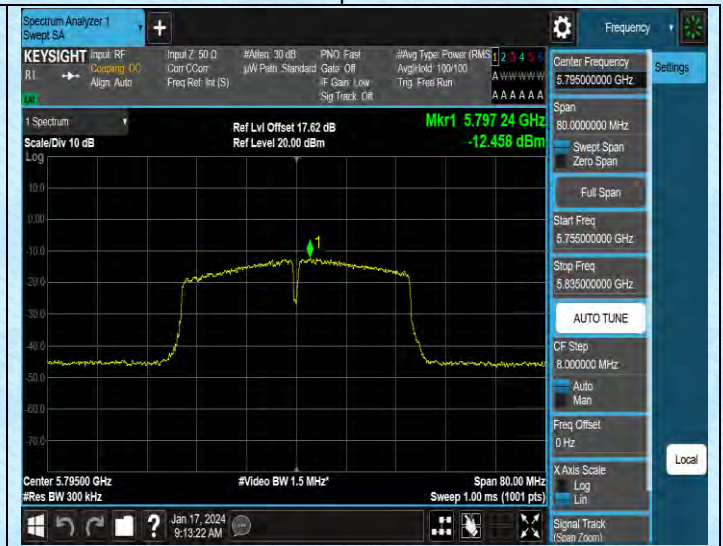 Spectrum Analyzer 1
Swept SA
+
Frequency
KEYSIGHT
RL
Input: RF
Coupling: DC
Align: Auto
Input Z: 50 Ω
Corr CCorr
Freq Ref: Int (S)
#Atten: 30 dB
µW Path: Standard
PNO: Fast
Gate: Off
IF Gain: Low
Sig Track: Off
#Avg Type: Power (RMS
Avg|Hold: 100/100
Trig: Free Run
1 2 3 4 5 6
A W W W W W
A A A A A A
1 Spectrum
Scale/Div 10 dB
Ref Lvl Offset 17.62 dB
Ref Level 20.00 dBm
Mkr1 5.797 24 GHz
-12.458 dBm
Log
10.0
0.00
-10.0
-20.0
-30.0
-40.0
-50.0
-60.0
-70.0
1
Center 5.79500 GHz
#Res BW 300 kHz
#Video BW 1.5 MHz*
Span 80.00 MHz
Sweep 1.00 ms (1001 pts)
Jan 17, 2024
9:13:22 AM
?
Center Frequency
5.795000000 GHz
Settings
Span
80.0000000 MHz
Swept Span
Zero Span
Full Span
Start Freq
5.755000000 GHz
Stop Freq
5.835000000 GHz
AUTO TUNE
CF Step
8.000000 MHz
Auto
Man
Freq Offset
0 Hz
X Axis Scale
Log
Lin
Local
Signal Track
(Span Zoom)